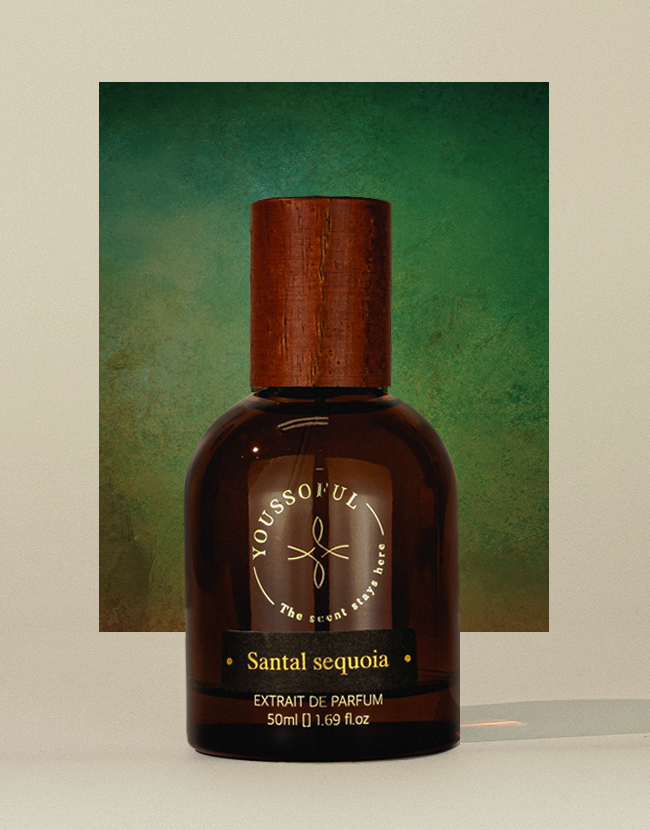 YOUSSOFUL
The scent stays here
Santal sequoia
EXTRAIT DE PARFUM
50ml [] 1.69 fl.oz